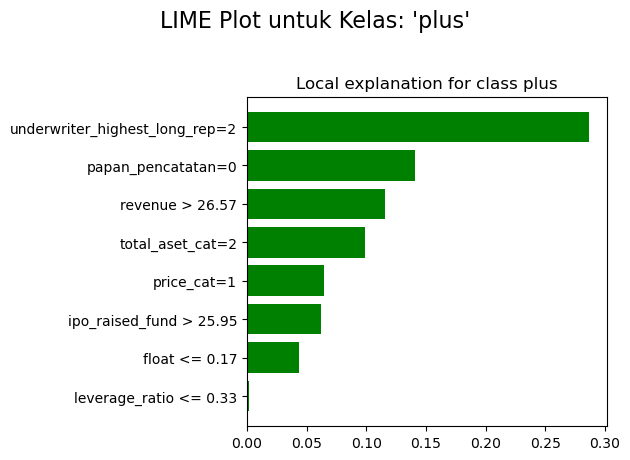 LIME Plot untuk Kelas: 'plus'
Local explanation for class plus
underwriter_highest_long_rep=2
papan_pencatatan=0
revenue > 26.57
total_aset_cat=2
price_cat=1
ipo_raised_fund > 25.95
float <= 0.17
leverage_ratio <= 0.33
0.00 0.05 0.10 0.15 0.20 0.25 0.30